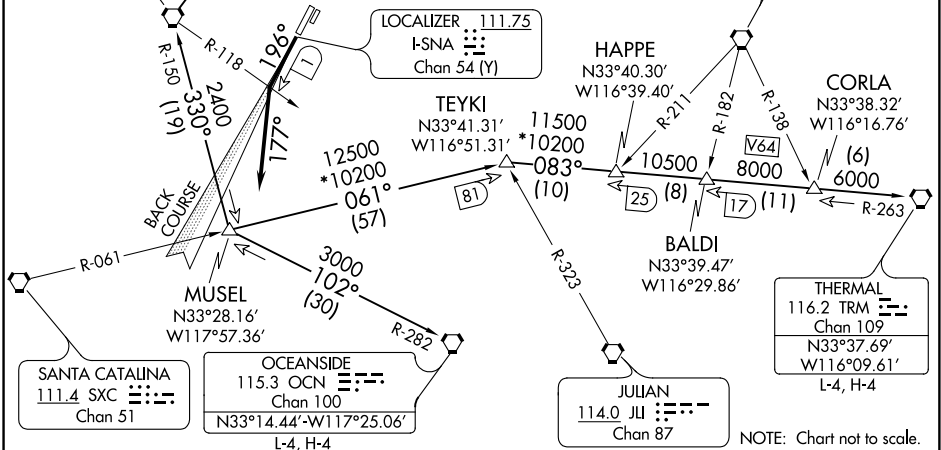 LOCALIZER 111.75
I-SNA
Chan 54 (Y)
196°
1
177°
R-118
R-150
330°
2400
(19)
BACK
COURSE
R-061
MUSEL
N33°28.16'
W117°57.36'
12500
*10200
061°
(57)
3000
102°
(30)
R-282
TEYKI
N33°41.31'
W116°51.31'
81
11500
*10200
083°
(10)
R-323
HAPPE
N33°40.30'
W116°39.40'
25
R-211
R-182
R-138
10500
(8)
BALDI
N33°39.47'
W116°29.86'
17
V64
8000
(11)
CORLA
N33°38.32'
W116°16.76'
(6)
6000
R-263
SANTA CATALINA
111.4 SXC
Chan 51
OCEANSIDE
115.3 OCN
Chan 100
N33°14.44'-W117°25.06'
L-4, H-4
JULIAN
114.0 JLI
Chan 87
THERMAL
116.2 TRM
Chan 109
N33°37.69'
W116°09.61'
L-4, H-4
NOTE: Chart not to scale.